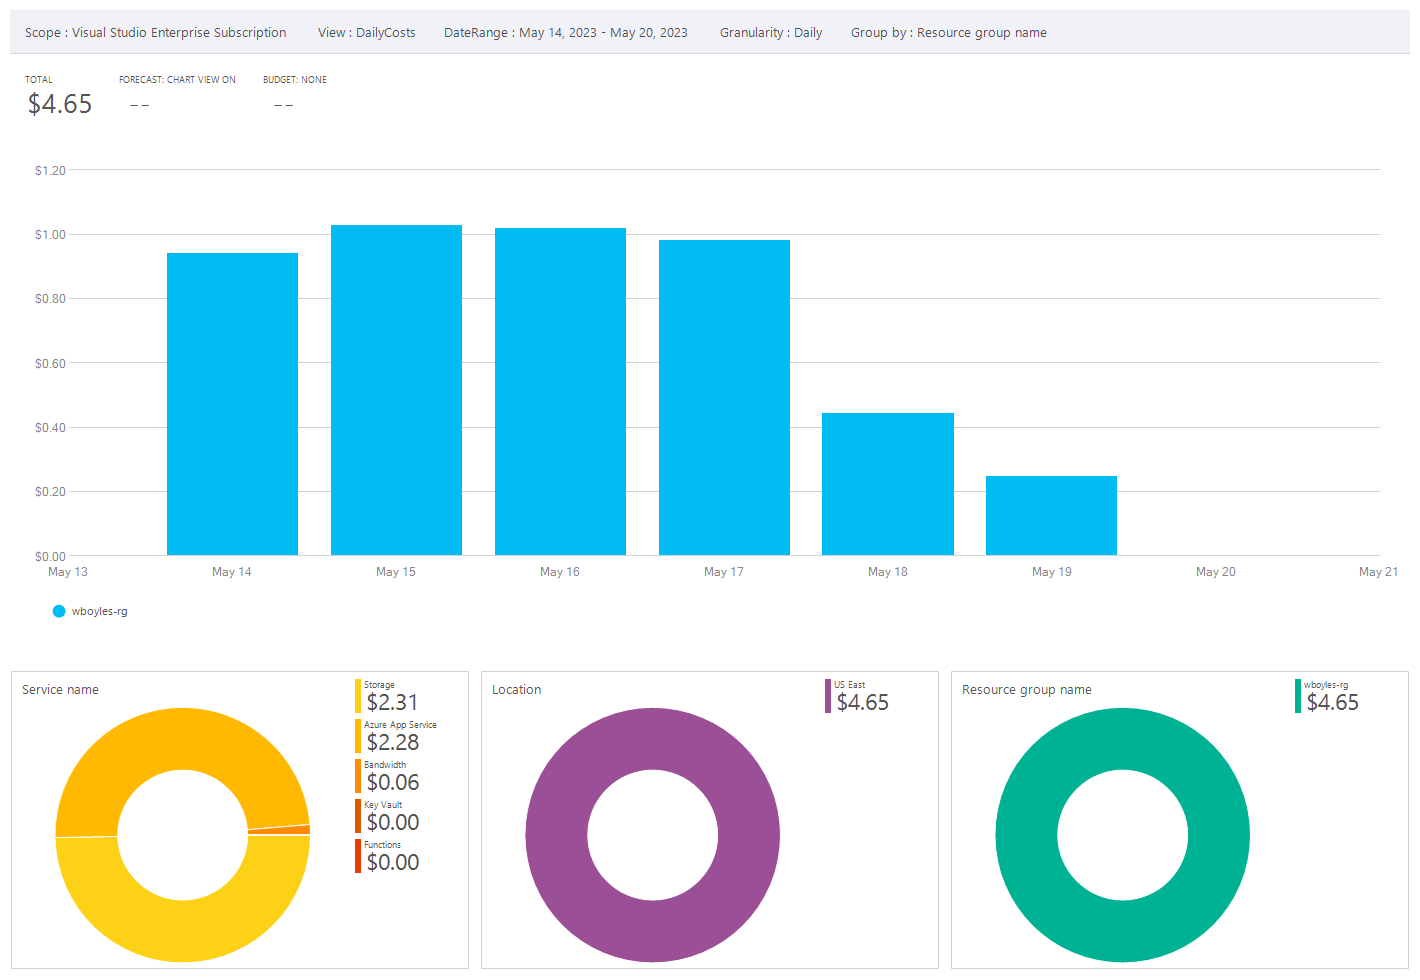 Scope : Visual Studio Enterprise Subscription View : DailyCosts DateRange : May 14, 2023 - May 20, 2023 Granularity : Daily Group by : Resource group name
TOTAL FORECAST: CHART VIEW ON BUDGET: NONE
$4.65 -- --
$1.20
$1.00
$0.80
$0.60
$0.40
$0.20
$0.00
May 13 May 14 May 15 May 16 May 17 May 18 May 19 May 20 May 21
wboyles-rg
Service name
Storage
$2.31
Azure App Service
$2.28
Bandwidth
$0.06
Key Vault
$0.00
Functions
$0.00
Location
US East
$4.65
Resource group name
wboyles-rg
$4.65